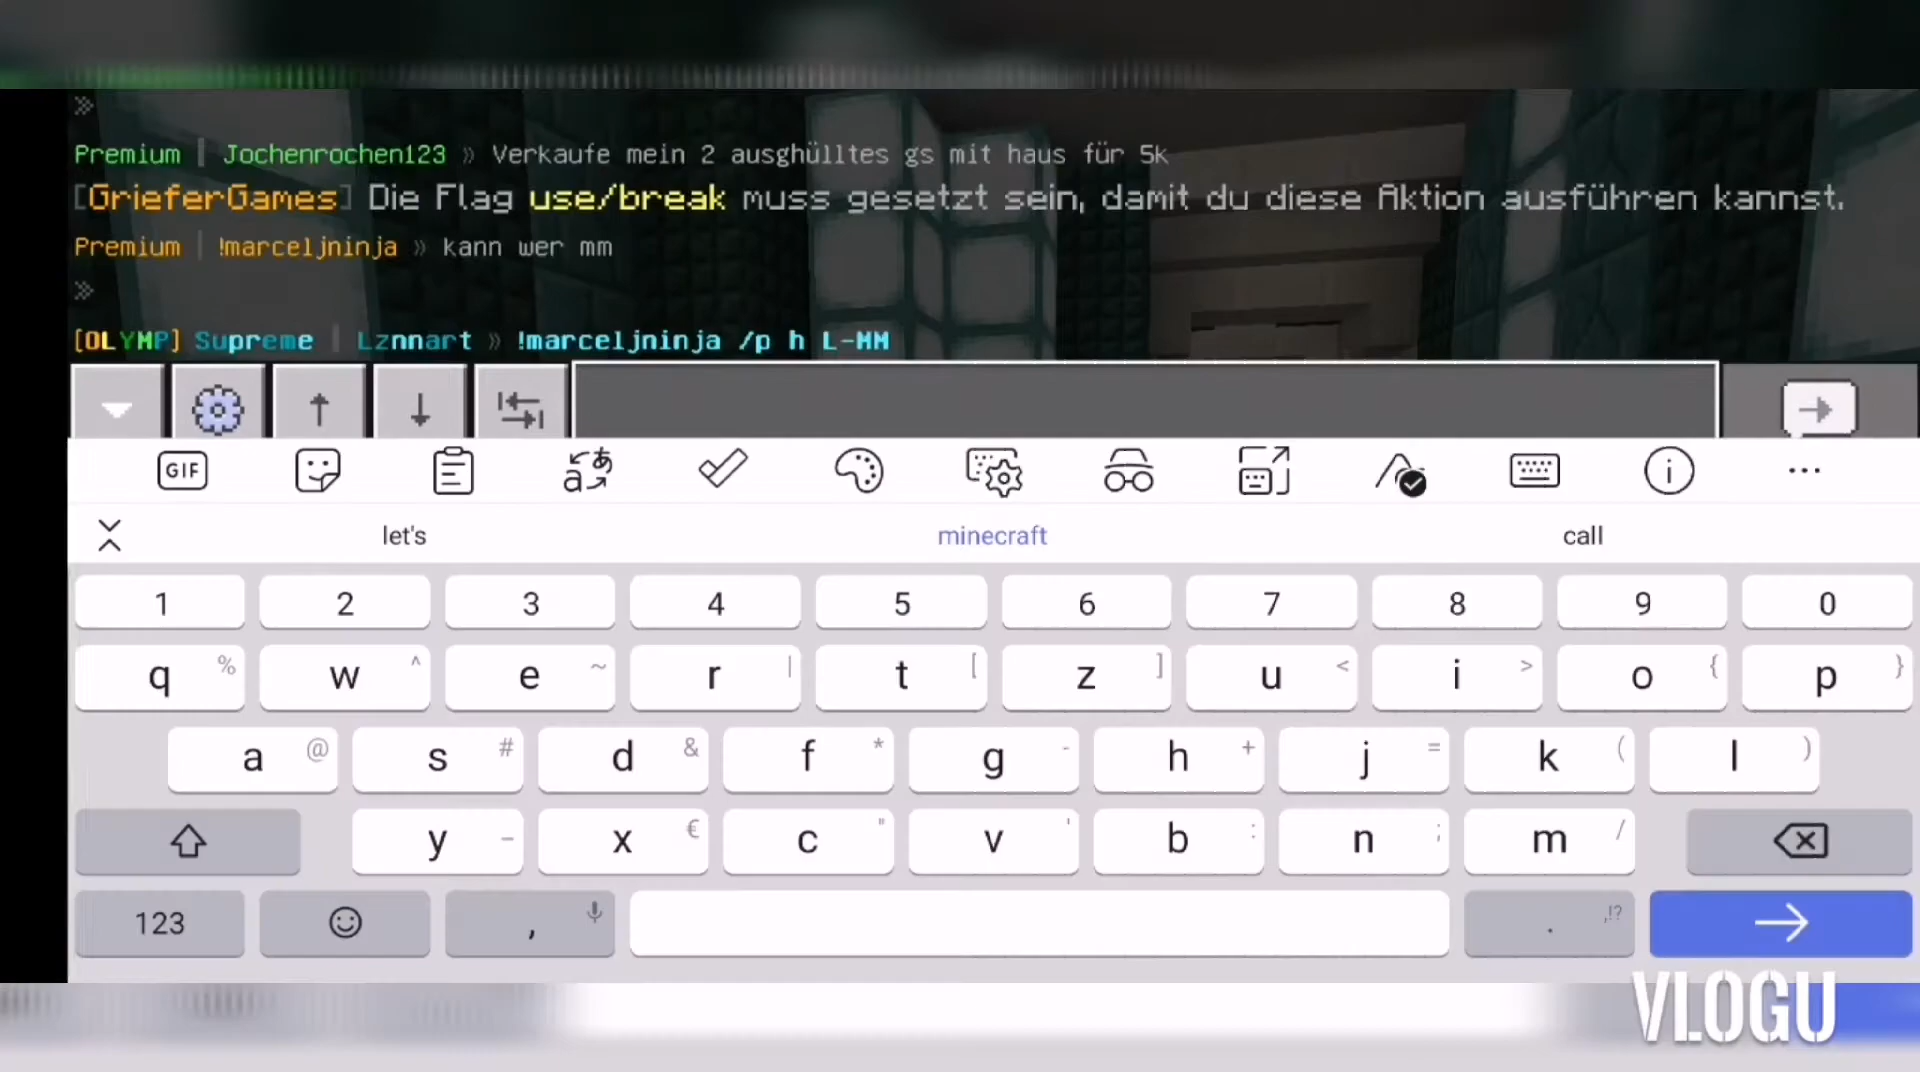 »
Premium | Jochenrochen123 » Verkaufe mein 2 ausghülltes gs mit haus für 5k
[GrieferGames] Die Flag use/break muss gesetzt sein, damit du diese Aktion ausführen kannst.
Premium | !marceljninja » kann wer mm
»
[OLYMP] Supreme | Lznnart » !marceljninja /p h L-MM
GIF
let's minecraft call
1 2 3 4 5 6 7 8 9 0
q % w ^ e ~ r | t [ z ] u < i > o { p }
a @ s # d & f * g - h + j = k ( l )
y _ x € c " v ' b : n ; m /
123 , . ,!?
VLOGU